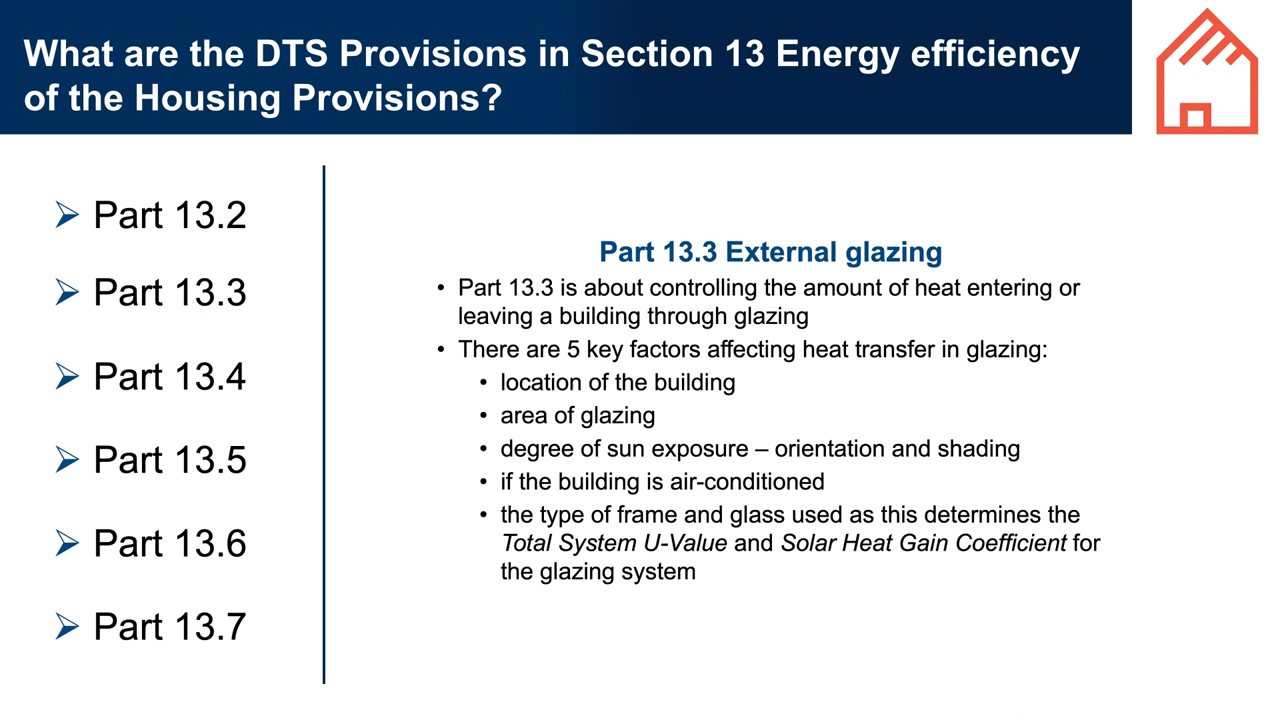 What are the DTS Provisions in Section 13 Energy efficiency
of the Housing Provisions?
➢ Part 13.2
➢ Part 13.3
➢ Part 13.4
➢ Part 13.5
➢ Part 13.6
➢ Part 13.7
Part 13.3 External glazing
• Part 13.3 is about controlling the amount of heat entering or
leaving a building through glazing
• There are 5 key factors affecting heat transfer in glazing:
• location of the building
• area of glazing
• degree of sun exposure – orientation and shading
• if the building is air-conditioned
• the type of frame and glass used as this determines the
Total System U-Value and Solar Heat Gain Coefficient for
the glazing system